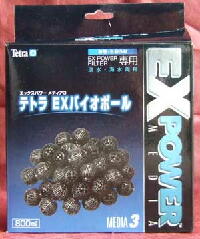 Tetra
EX POWER
FILTER 専用
淡水・海水両用
エックスパワー メディア3
テトラ EXバイオボール
EX POWER
MEDIA
800ml
MEDIA 3